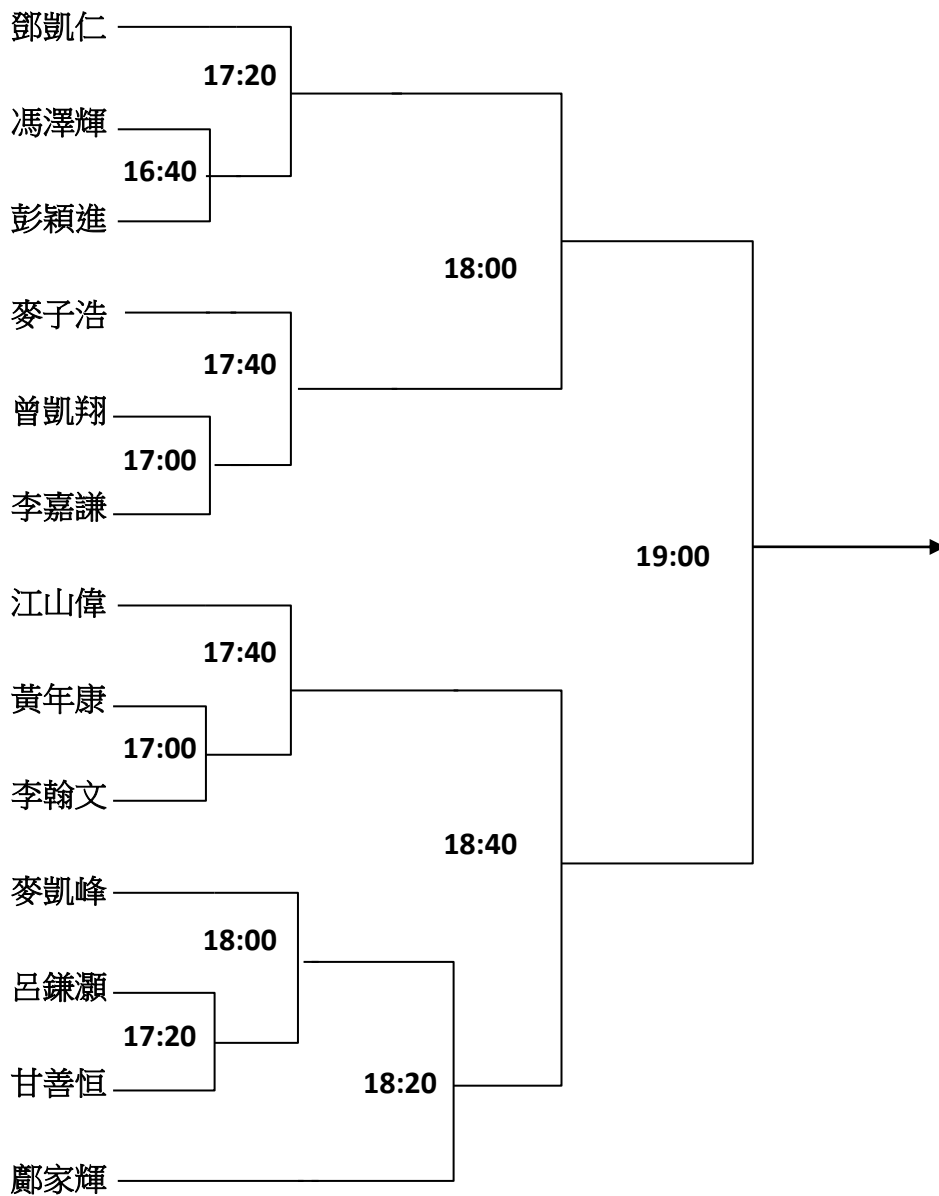 鄧凱仁
17:20
馮澤輝
16:40
彭穎進
18:00
麥子浩
17:40
曾凱翔
17:00
李嘉謙
19:00
江山偉
17:40
黃年康
17:00
李翰文
18:40
麥凱峰
18:00
呂鎌灝
17:20
甘善恒
18:20
鄺家輝